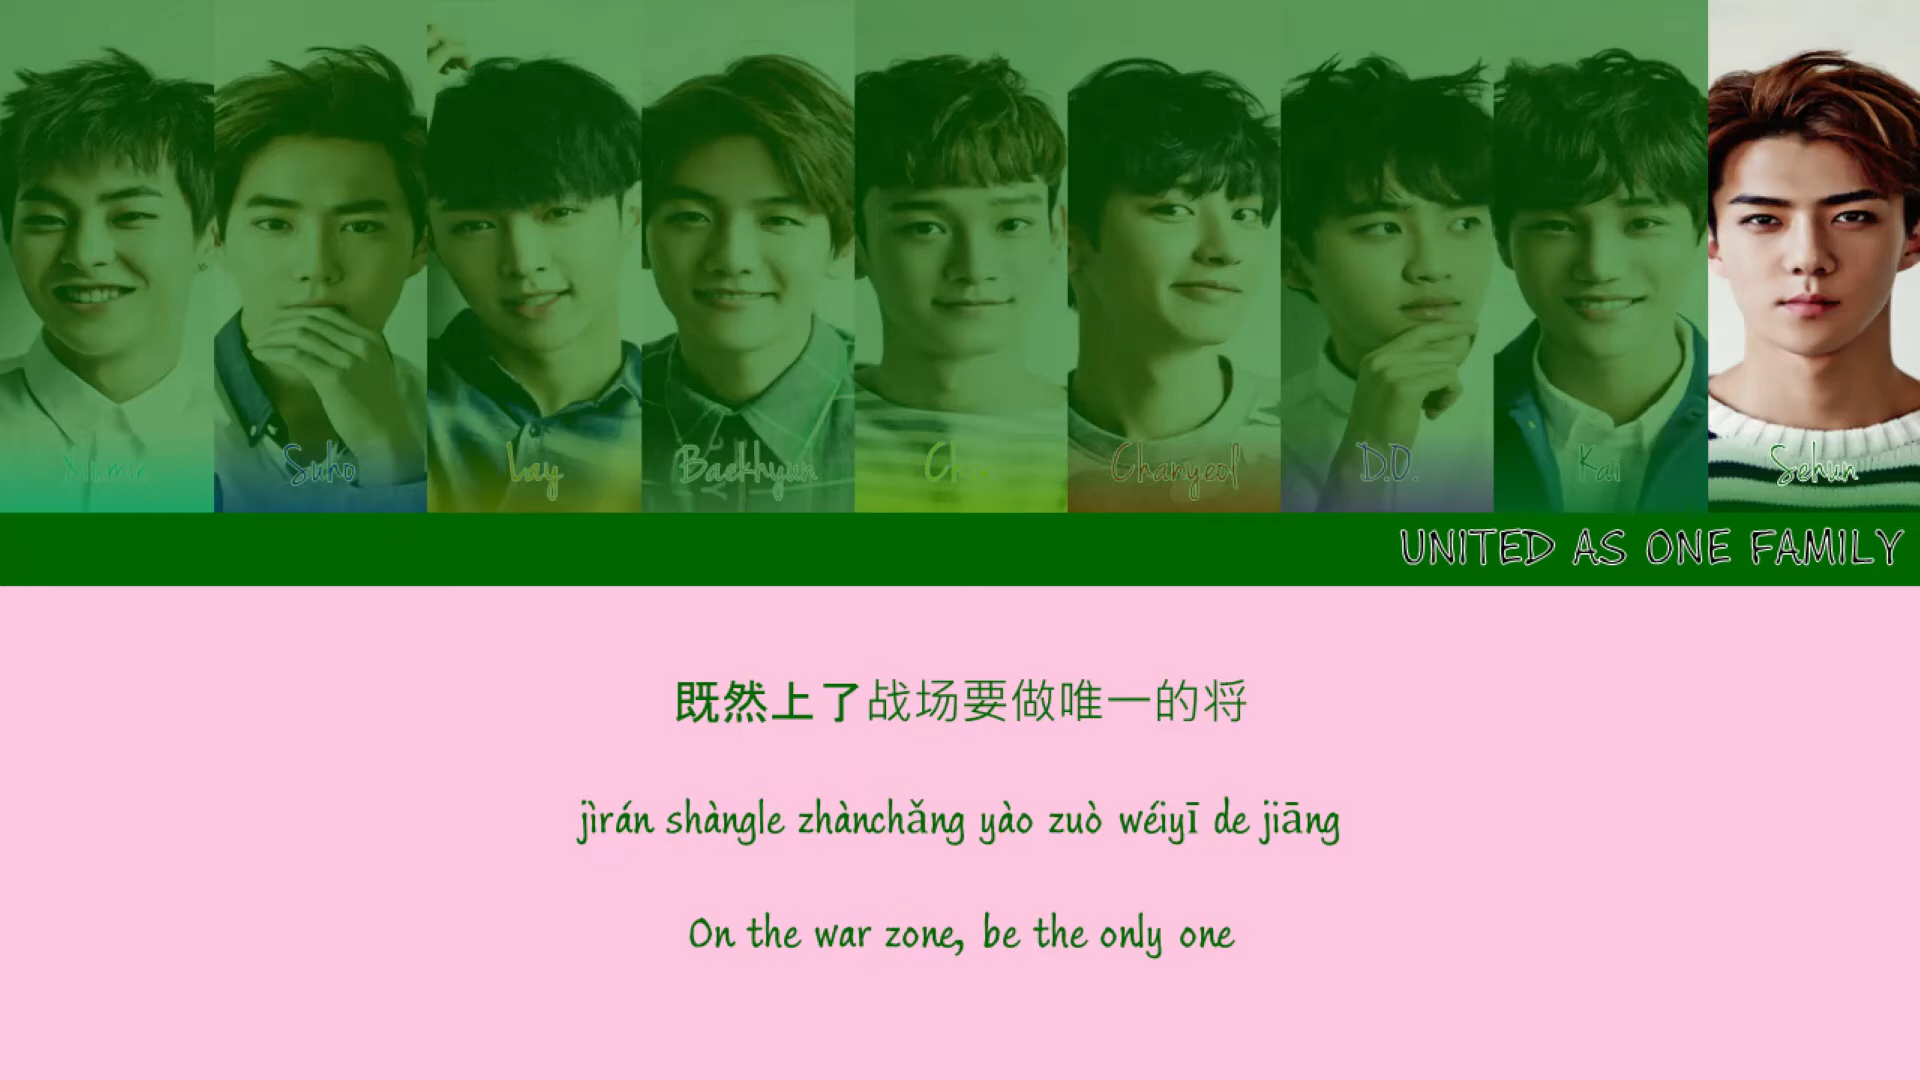 Xiumin
Suho
Lay
Baekhyun
Chen
Chanyeol
D.O.
Kai
Sehun
UNITED AS ONE FAMILY
既然上了战场要做唯一的将
jìrán shàngle zhànchǎng yào zuò wéiyī de jiāng
On the war zone, be the only one